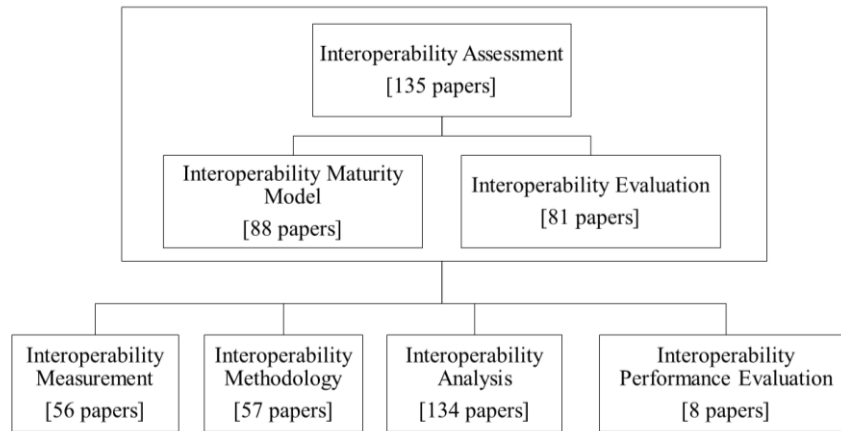 Interoperability Assessment
[135 papers]
Interoperability Maturity
Model
[88 papers]
Interoperability Evaluation
[81 papers]
Interoperability
Measurement
[56 papers]
Interoperability
Methodology
[57 papers]
Interoperability
Analysis
[134 papers]
Interoperability
Performance Evaluation
[8 papers]